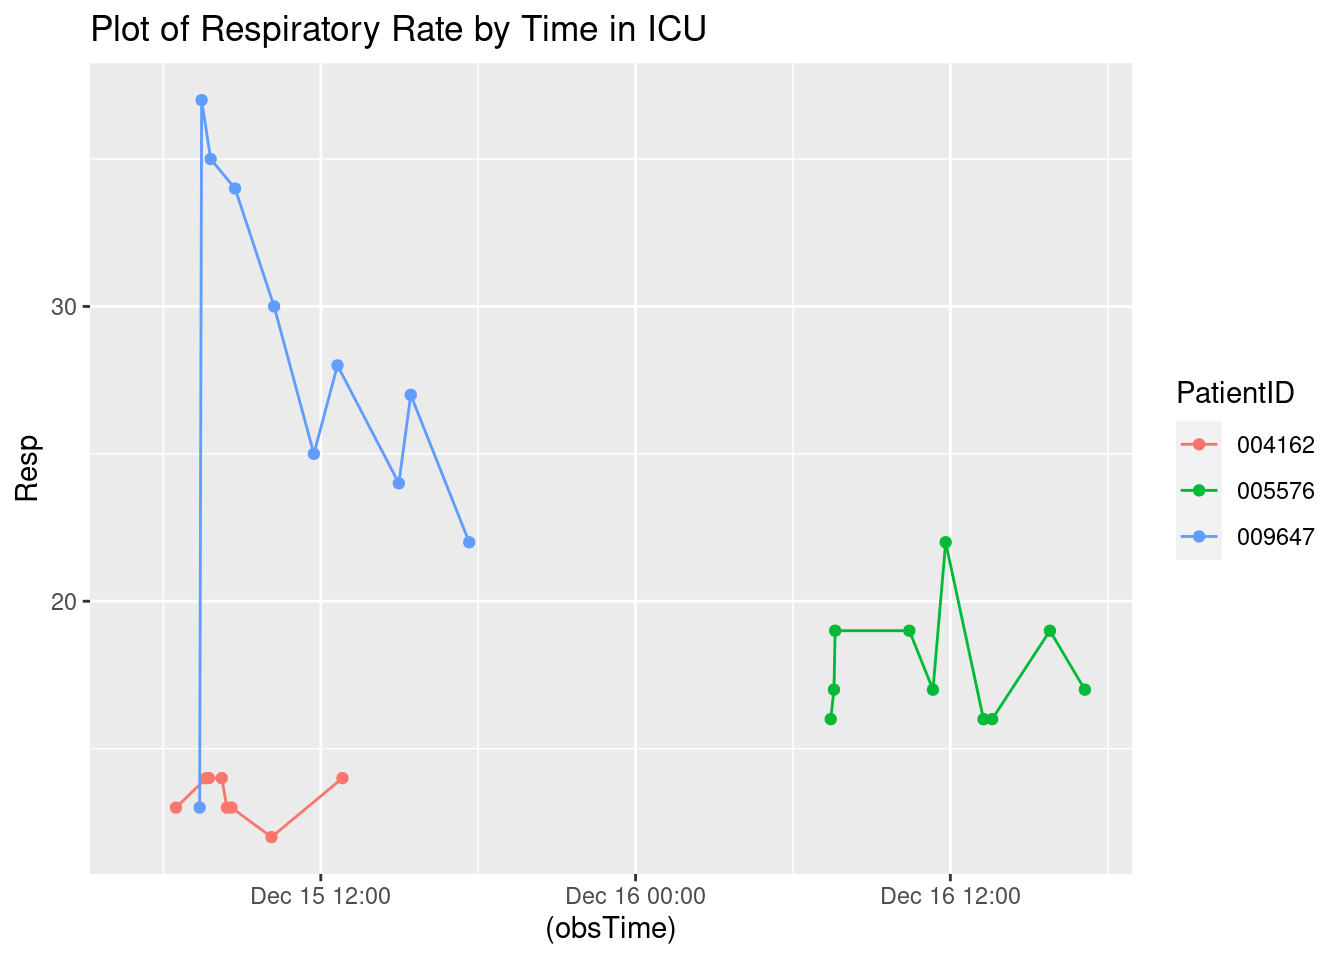 Plot of Respiratory Rate by Time in ICU
30
20
Resp
Dec 15 12:00
Dec 16 00:00
Dec 16 12:00
(obsTime)
PatientID
004162
005576
009647